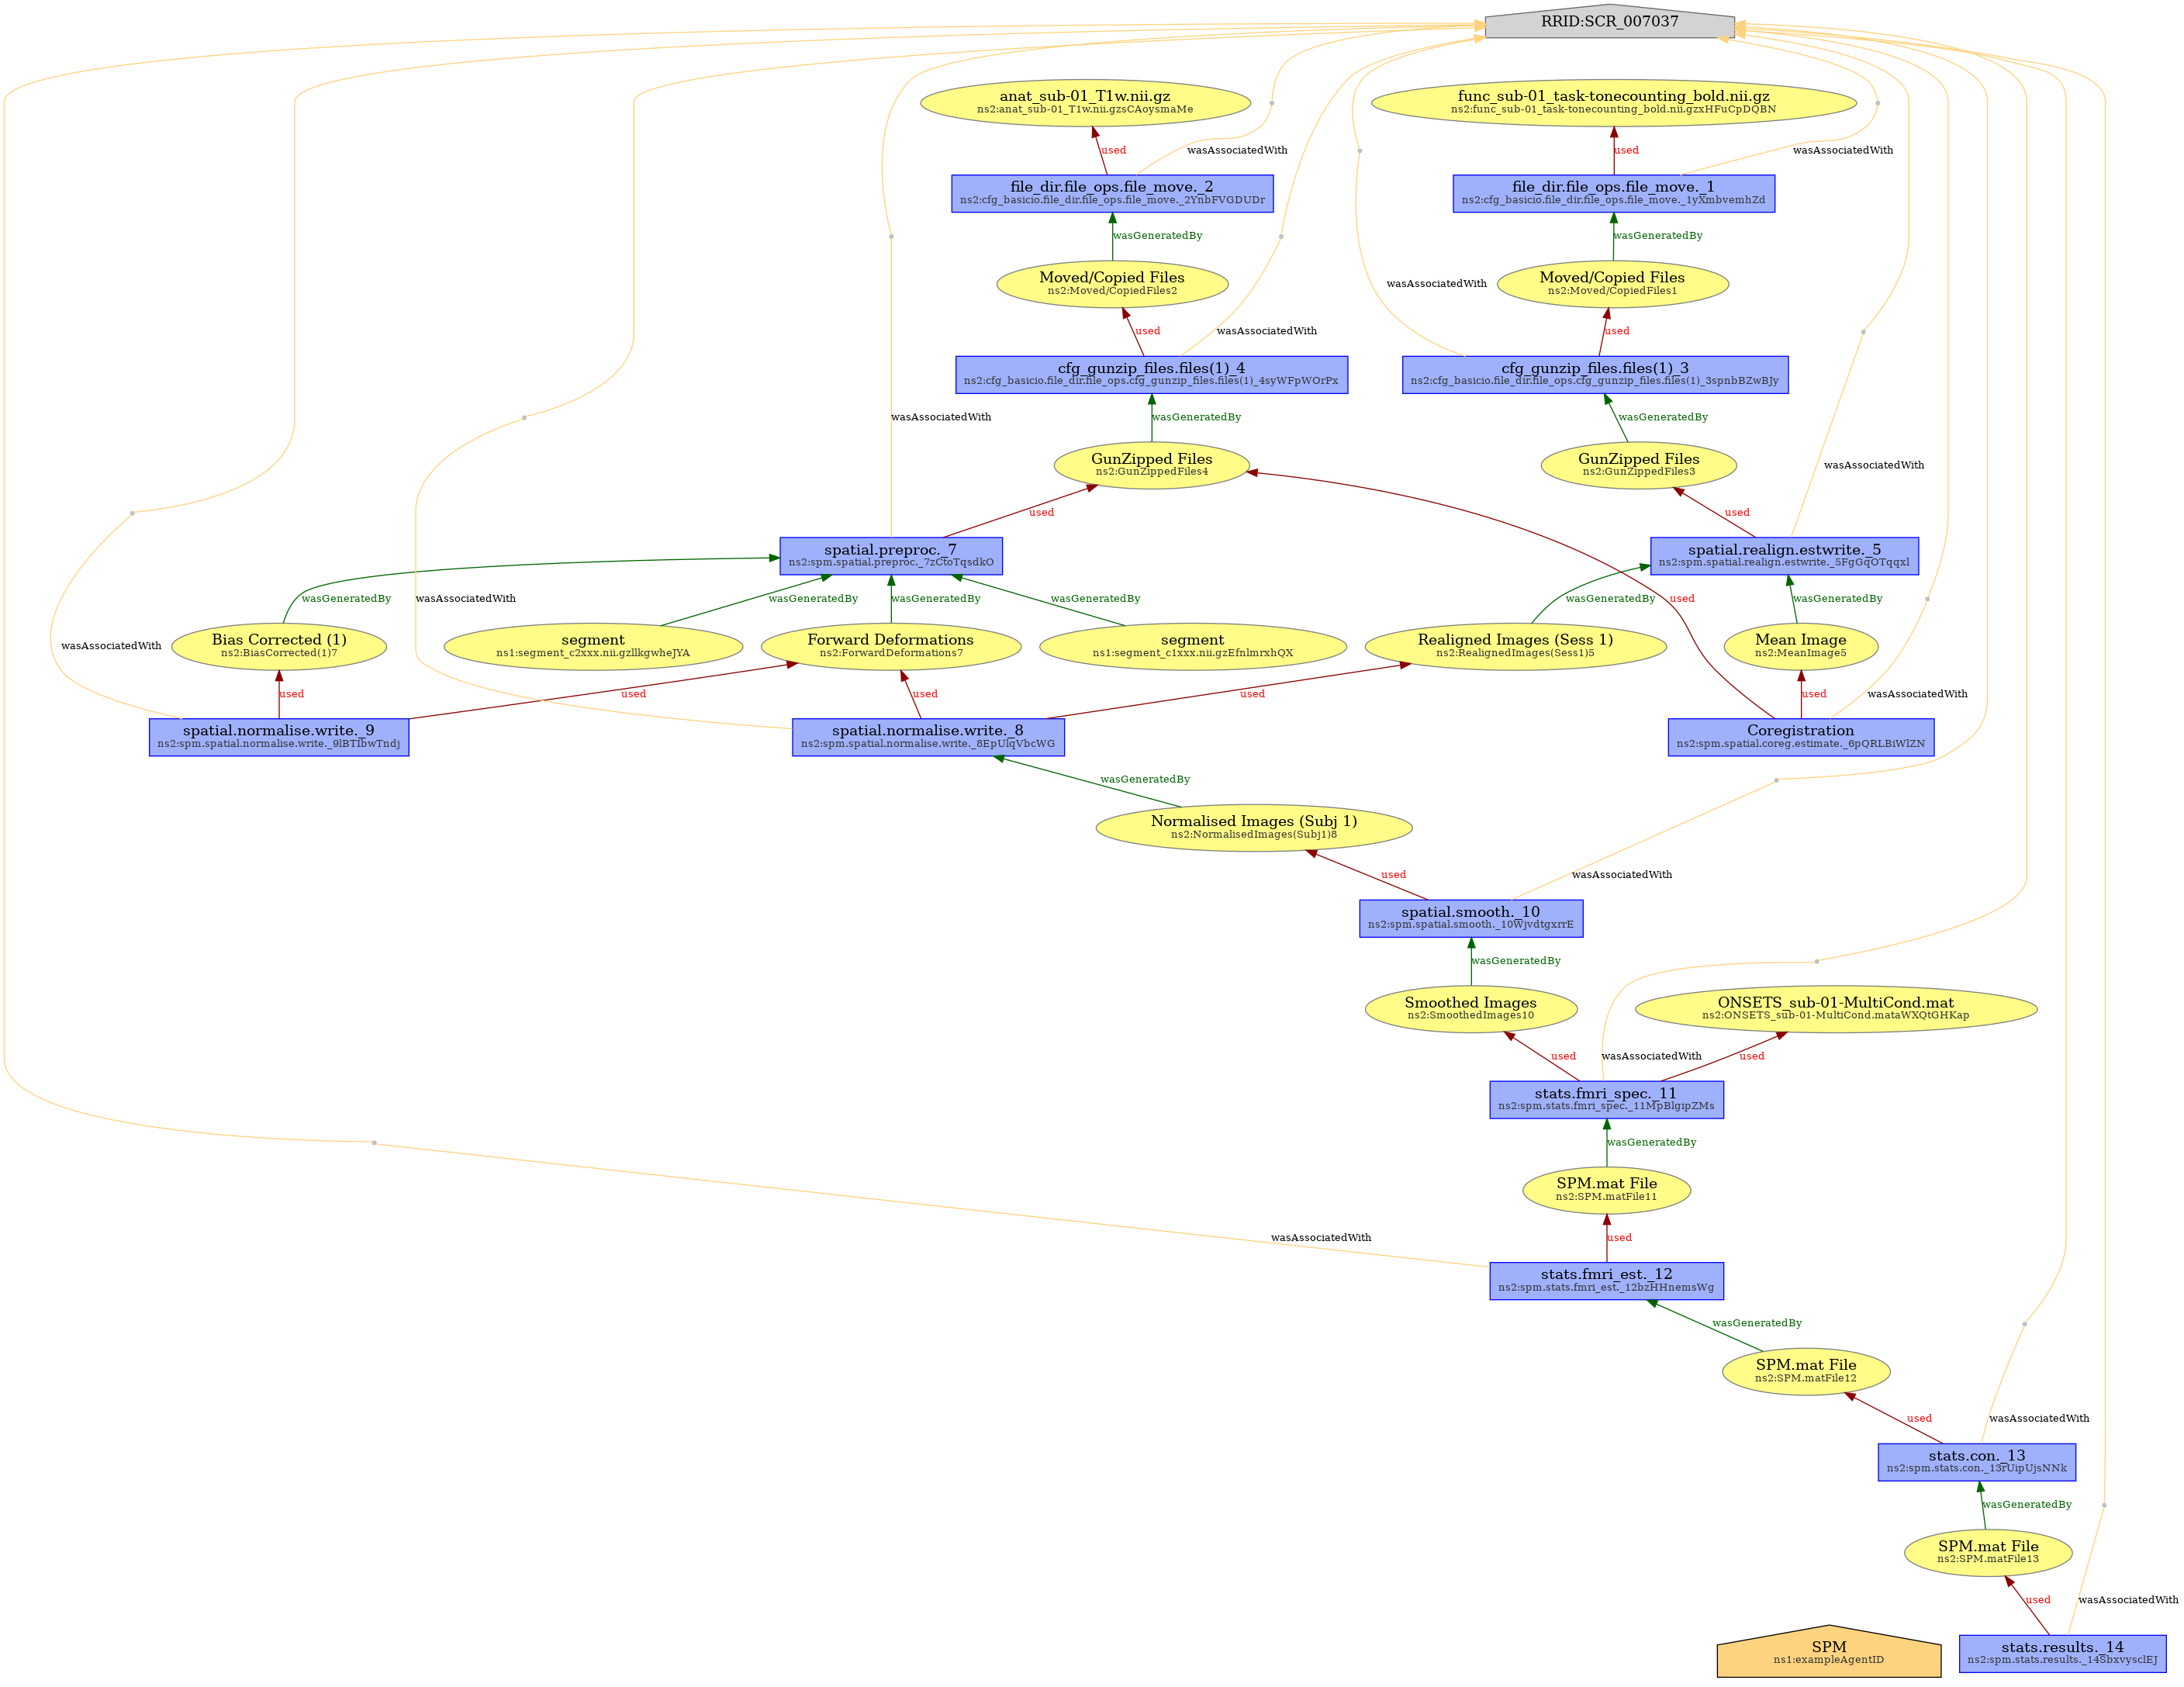 RRID:SCR_007037
anat_sub-01_T1w.nii.gz
ns2:anat_sub-01_T1w.nii.gzsCAoysmaMe
func_sub-01_task-tonecounting_bold.nii.gz
ns2:func_sub-01_task-tonecounting_bold.nii.gzxHFuCpDQBN
used
wasAssociatedWith
used
wasAssociatedWith
file_dir.file_ops.file_move._2
ns2:cfg_basicio.file_dir.file_ops.file_move._2YnbFVGDUDr
file_dir.file_ops.file_move._1
ns2:cfg_basicio.file_dir.file_ops.file_move._1yXmbvemhZd
wasGeneratedBy
wasGeneratedBy
Moved/Copied Files
ns2:Moved/CopiedFiles2
wasAssociatedWith
Moved/Copied Files
ns2:Moved/CopiedFiles1
used
wasAssociatedWith
used
cfg_gunzip_files.files(1)_4
ns2:cfg_basicio.file_dir.file_ops.cfg_gunzip_files.files(1)_4syWFpWOrPx
cfg_gunzip_files.files(1)_3
ns2:cfg_basicio.file_dir.file_ops.cfg_gunzip_files.files(1)_3spnbBZwBJy
wasAssociatedWith
wasGeneratedBy
wasGeneratedBy
GunZipped Files
ns2:GunZippedFiles4
GunZipped Files
ns2:GunZippedFiles3
wasAssociatedWith
used
used
spatial.preproc._7
ns2:spm.spatial.preproc._7zCtoTqsdkO
spatial.realign.estwrite._5
ns2:spm.spatial.realign.estwrite._5FgGqOTqqxl
wasGeneratedBy
wasAssociatedWith
wasGeneratedBy
wasGeneratedBy
wasGeneratedBy
wasGeneratedBy
used
wasGeneratedBy
wasAssociatedWith
Bias Corrected (1)
ns2:BiasCorrected(1)7
segment
ns1:segment_c2xxx.nii.gzllkgwheJYA
Forward Deformations
ns2:ForwardDeformations7
segment
ns1:segment_c1xxx.nii.gzEfnlmrxhQX
Realigned Images (Sess 1)
ns2:RealignedImages(Sess1)5
Mean Image
ns2:MeanImage5
used
used
used
used
used
wasAssociatedWith
spatial.normalise.write._9
ns2:spm.spatial.normalise.write._9lBTIbwTndj
spatial.normalise.write._8
ns2:spm.spatial.normalise.write._8EpUlqVbcWG
Coregistration
ns2:spm.spatial.coreg.estimate._6pQRLBiWlZN
wasGeneratedBy
Normalised Images (Subj 1)
ns2:NormalisedImages(Subj1)8
used
wasAssociatedWith
spatial.smooth._10
ns2:spm.spatial.smooth._10WjvdtgxrrE
wasGeneratedBy
Smoothed Images
ns2:SmoothedImages10
ONSETS_sub-01-MultiCond.mat
ns2:ONSETS_sub-01-MultiCond.mataWXQtGHKap
used
wasAssociatedWith
used
stats.fmri_spec._11
ns2:spm.stats.fmri_spec._11MpBlgipZMs
wasGeneratedBy
SPM.mat File
ns2:SPM.matFile11
wasAssociatedWith
used
stats.fmri_est._12
ns2:spm.stats.fmri_est._12bzHHnemsWg
wasGeneratedBy
SPM.mat File
ns2:SPM.matFile12
used
wasAssociatedWith
stats.con._13
ns2:spm.stats.con._13rUipUjsNNk
wasGeneratedBy
SPM.mat File
ns2:SPM.matFile13
used
wasAssociatedWith
SPM
ns1:exampleAgentID
stats.results._14
ns2:spm.stats.results._14SbxvysclEJ